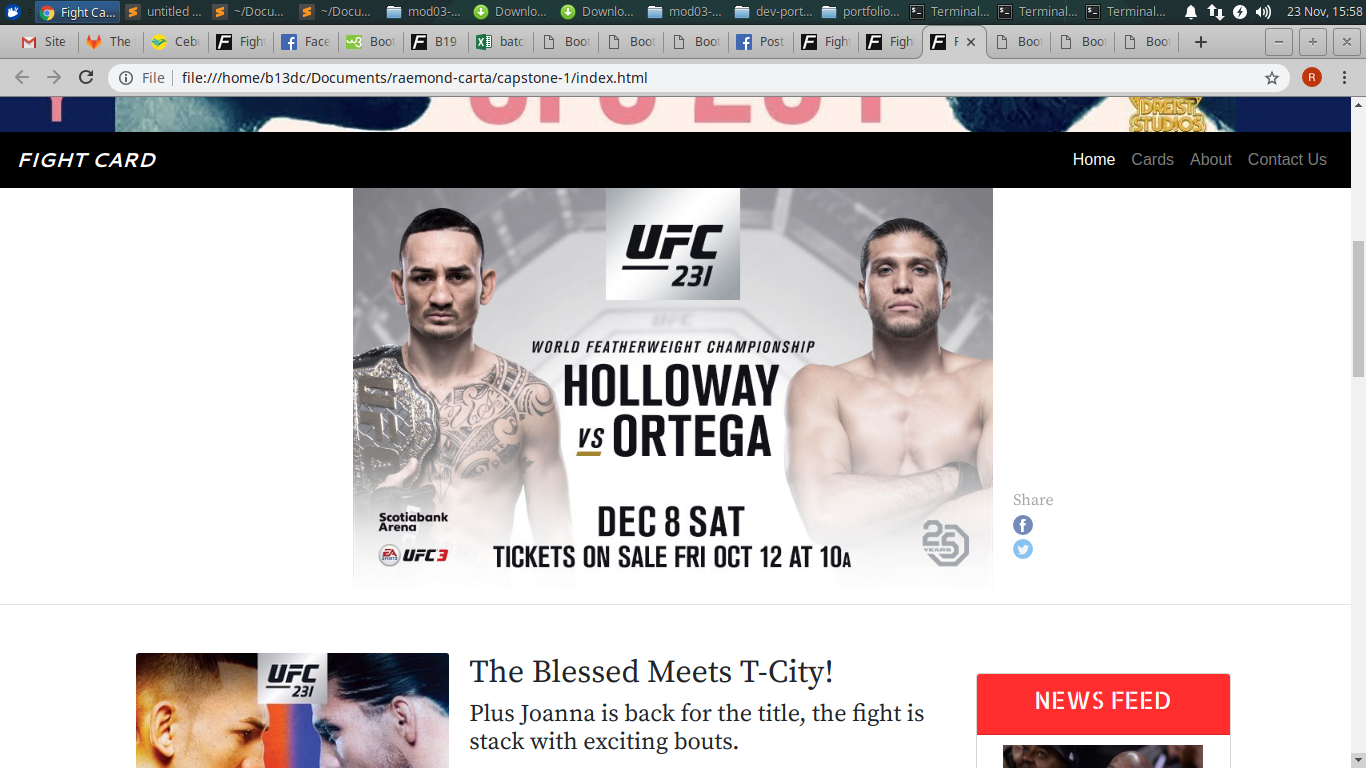 Fight Ca... untitled ... ~/Docu... ~/Docu... mod03-... Downlo... Downlo... mod03-... dev-port... portfolio... Terminal... Terminal... Terminal... 23 Nov, 15:58
Site The Cebu Fight Face Boot B19 batc Boot Boot Boot Post Fight Figh F Boot Boot Boot
File file:///home/b13dc/Documents/raemond-carta/capstone-1/index.html R
DREIST
STUDIOS
FIGHT CARD Home Cards About Contact Us
UFC
231
UFC
WORLD FEATHERWEIGHT CHAMPIONSHIP
HOLLOWAY
VS ORTEGA
Share
Scotiabank
Arena
DEC 8 SAT
25
YEARS
EA SPORTS UFC 3
TICKETS ON SALE FRI OCT 12 AT 10A
UFC
231
The Blessed Meets T-City!
NEWS FEED
Plus Joanna is back for the title, the fight is
stack with exciting bouts.